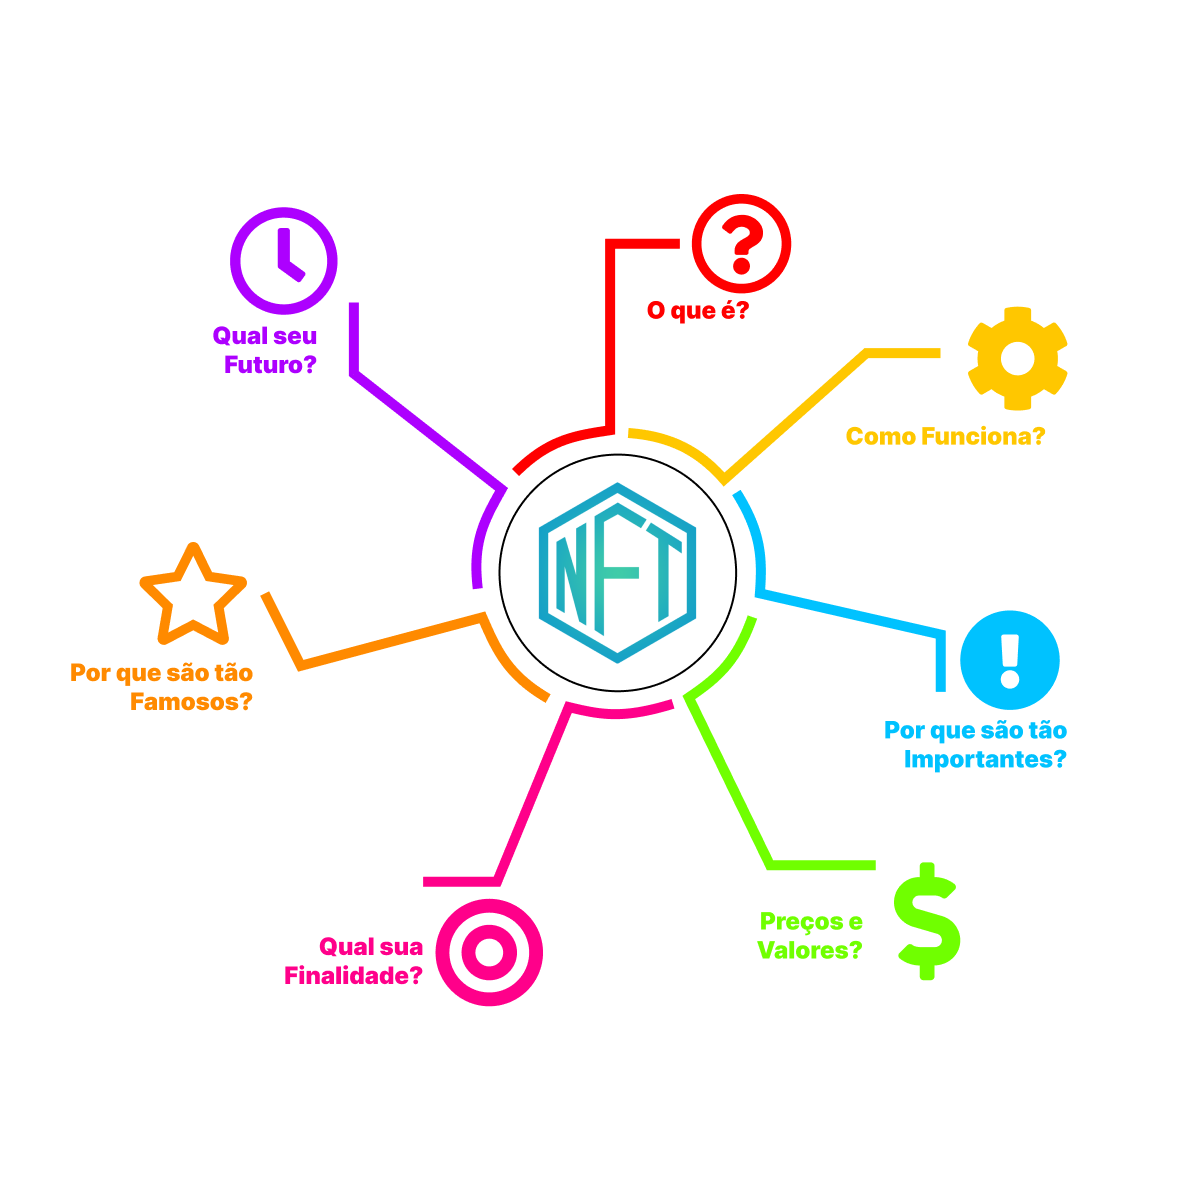 O que é?
Como Funciona?
Por que são tão
Importantes?
Preços e
Valores?
Qual sua
Finalidade?
Por que são tão
Famosos?
Qual seu
Futuro?
NFT